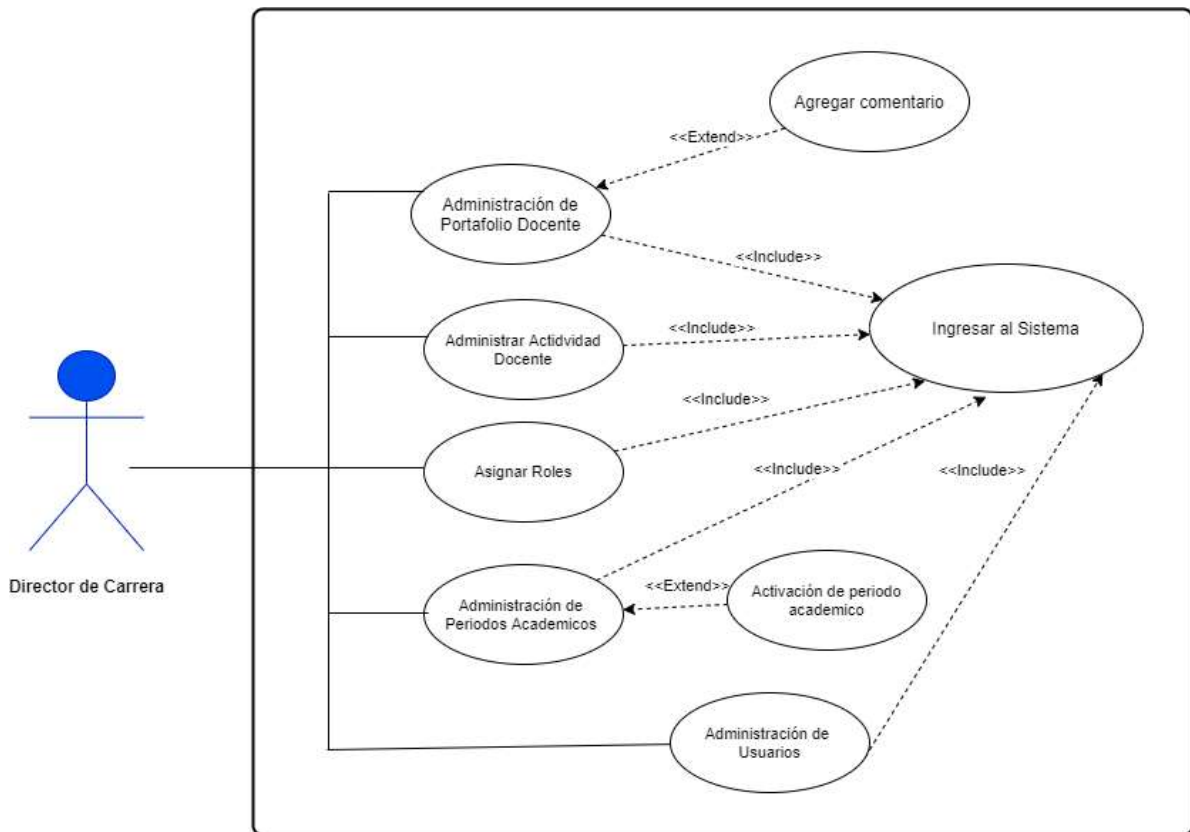 Agregar comentario
<<Extend>>
Administración de
Portafolio Docente
<<Include>>
Ingresar al Sistema
<<Include>>
Administrar Actidvidad
Docente
<<Include>>
Asignar Roles
<<Include>>
<<Include>>
Director de Carrera
<<Extend>>
Activación de periodo
academico
Administración de
Periodos Academicos
Administración de
Usuarios